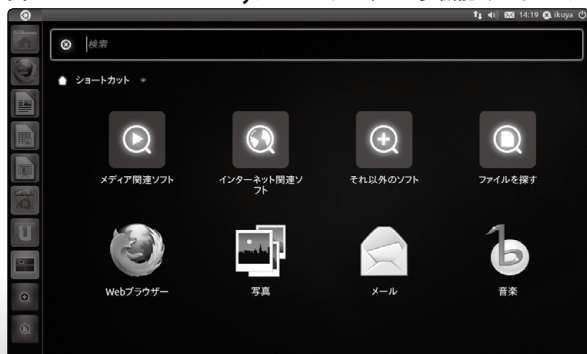 14:19 ikuya
検索
ショートカット
メディア関連ソフト
インターネット関連ソ
フト
それ以外のソフト
ファイルを探す
Webブラウザー
写真
メール
音楽